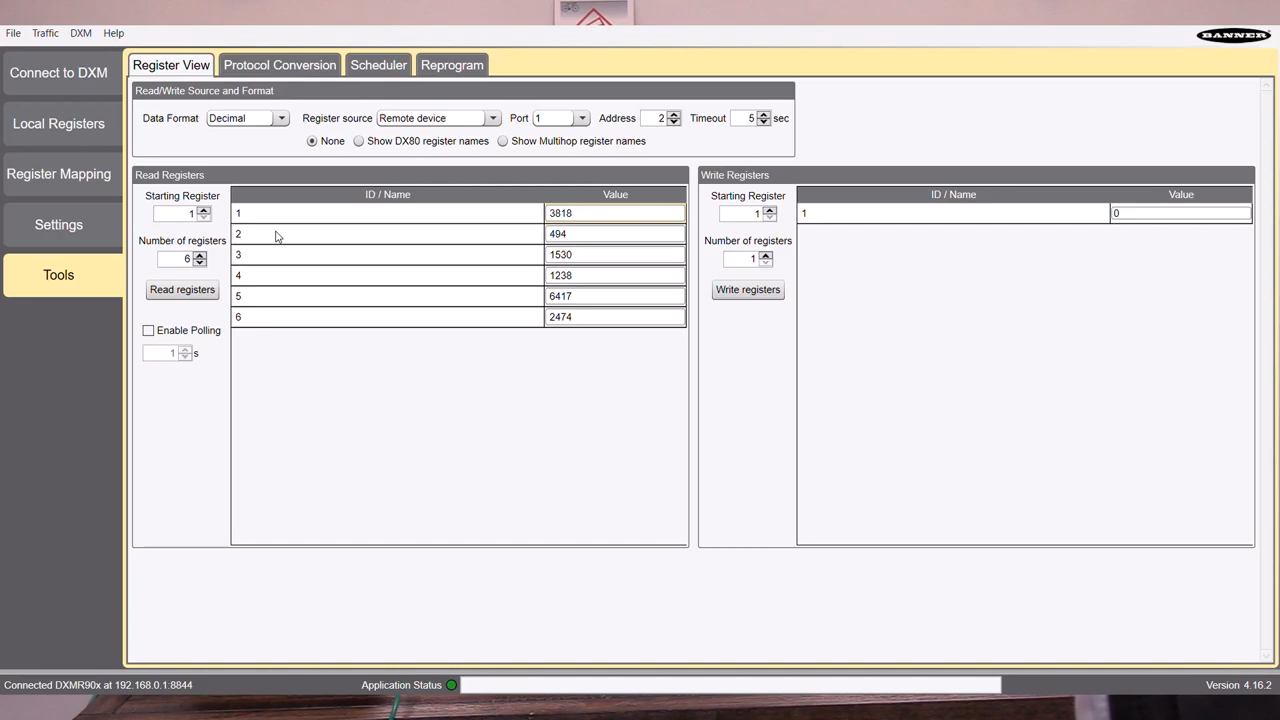 File Traffic DXM Help
BANNER
Connect to DXM
Local Registers
Register Mapping
Settings
Tools
Register View Protocol Conversion Scheduler Reprogram
Read/Write Source and Format
Data Format Decimal Register source Remote device Port 1 Address 2 Timeout 5 sec
None Show DX80 register names Show Multihop register names
Read Registers
Starting Register
1
Number of registers
6
Read registers
Enable Polling
1 s
ID / Name Value
1 3818
2 494
3 1530
4 1238
5 6417
6 2474
Write Registers
Starting Register
1
Number of registers
1
Write registers
ID / Name Value
1 0
Connected DXMR90x at 192.168.0.1:8844 Application Status Version 4.16.2